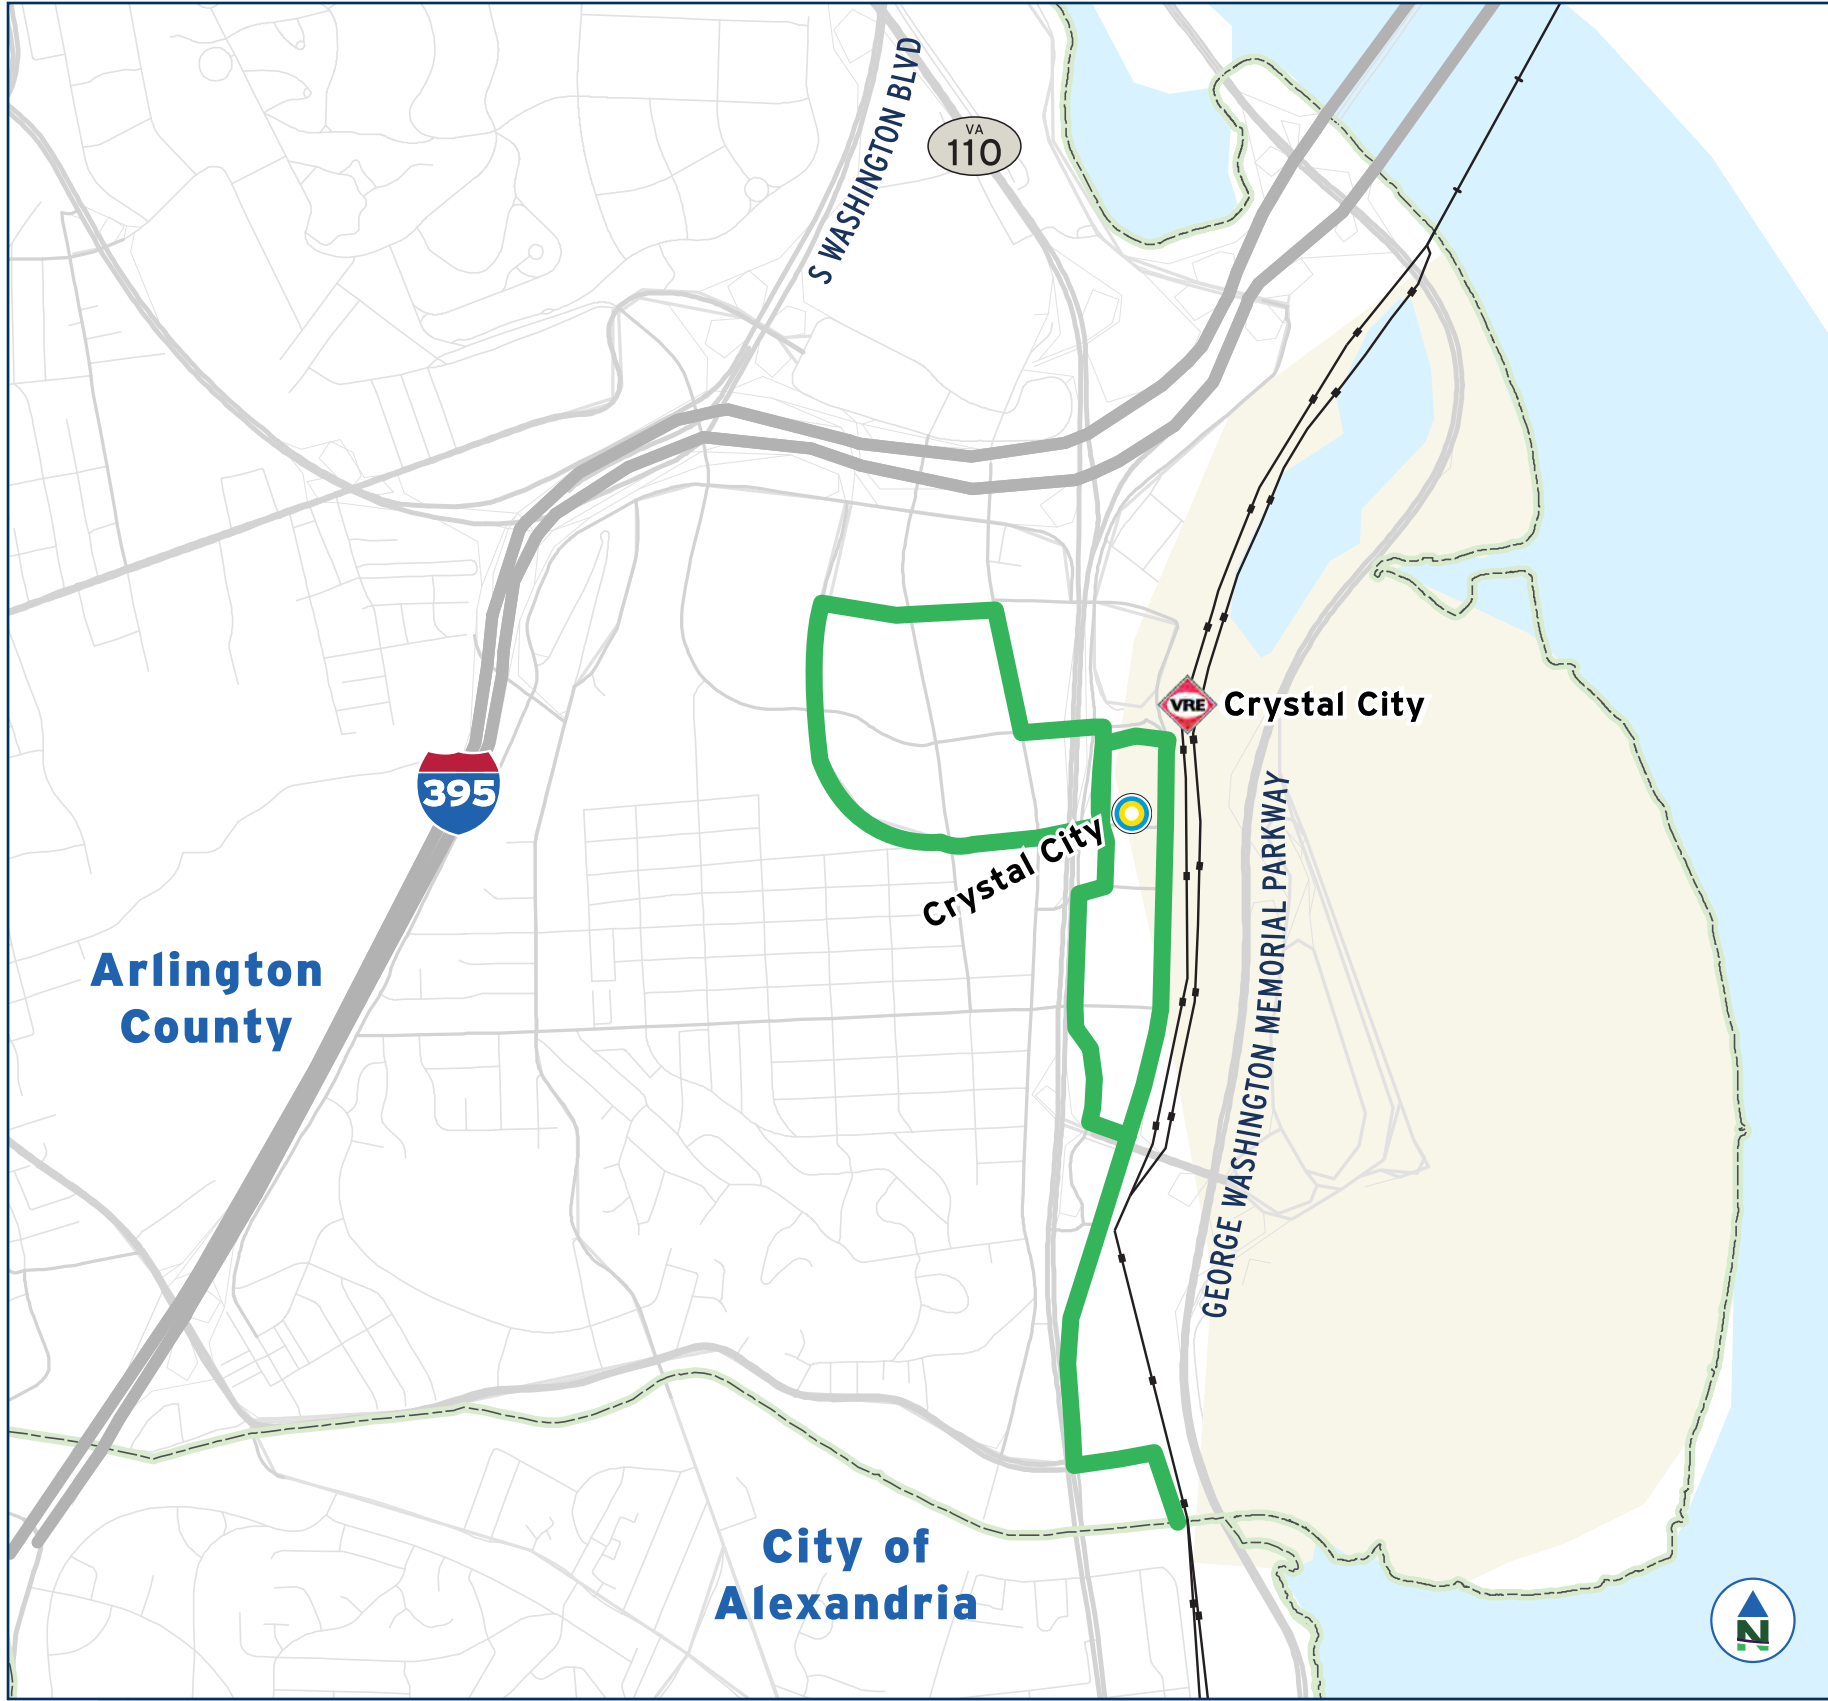 S WASHINGTON BLVD
VA
110
VRE
Crystal City
395
Crystal City
GEORGE WASHINGTON MEMORIAL PARKWAY
Arlington
County
City of
Alexandria
N